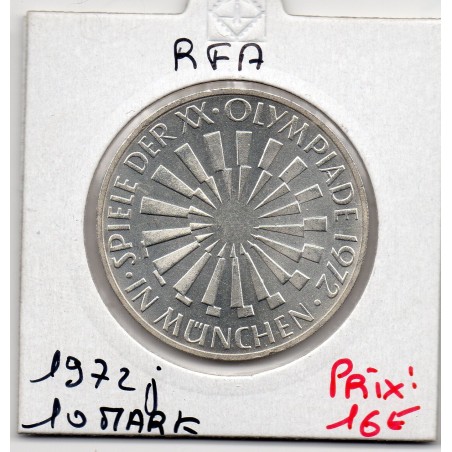 RFA
SPIELE DER XX · OLYMPIADE 1972 · IN MÜNCHEN ·
1972 j
10 MARK
PRix:
16€